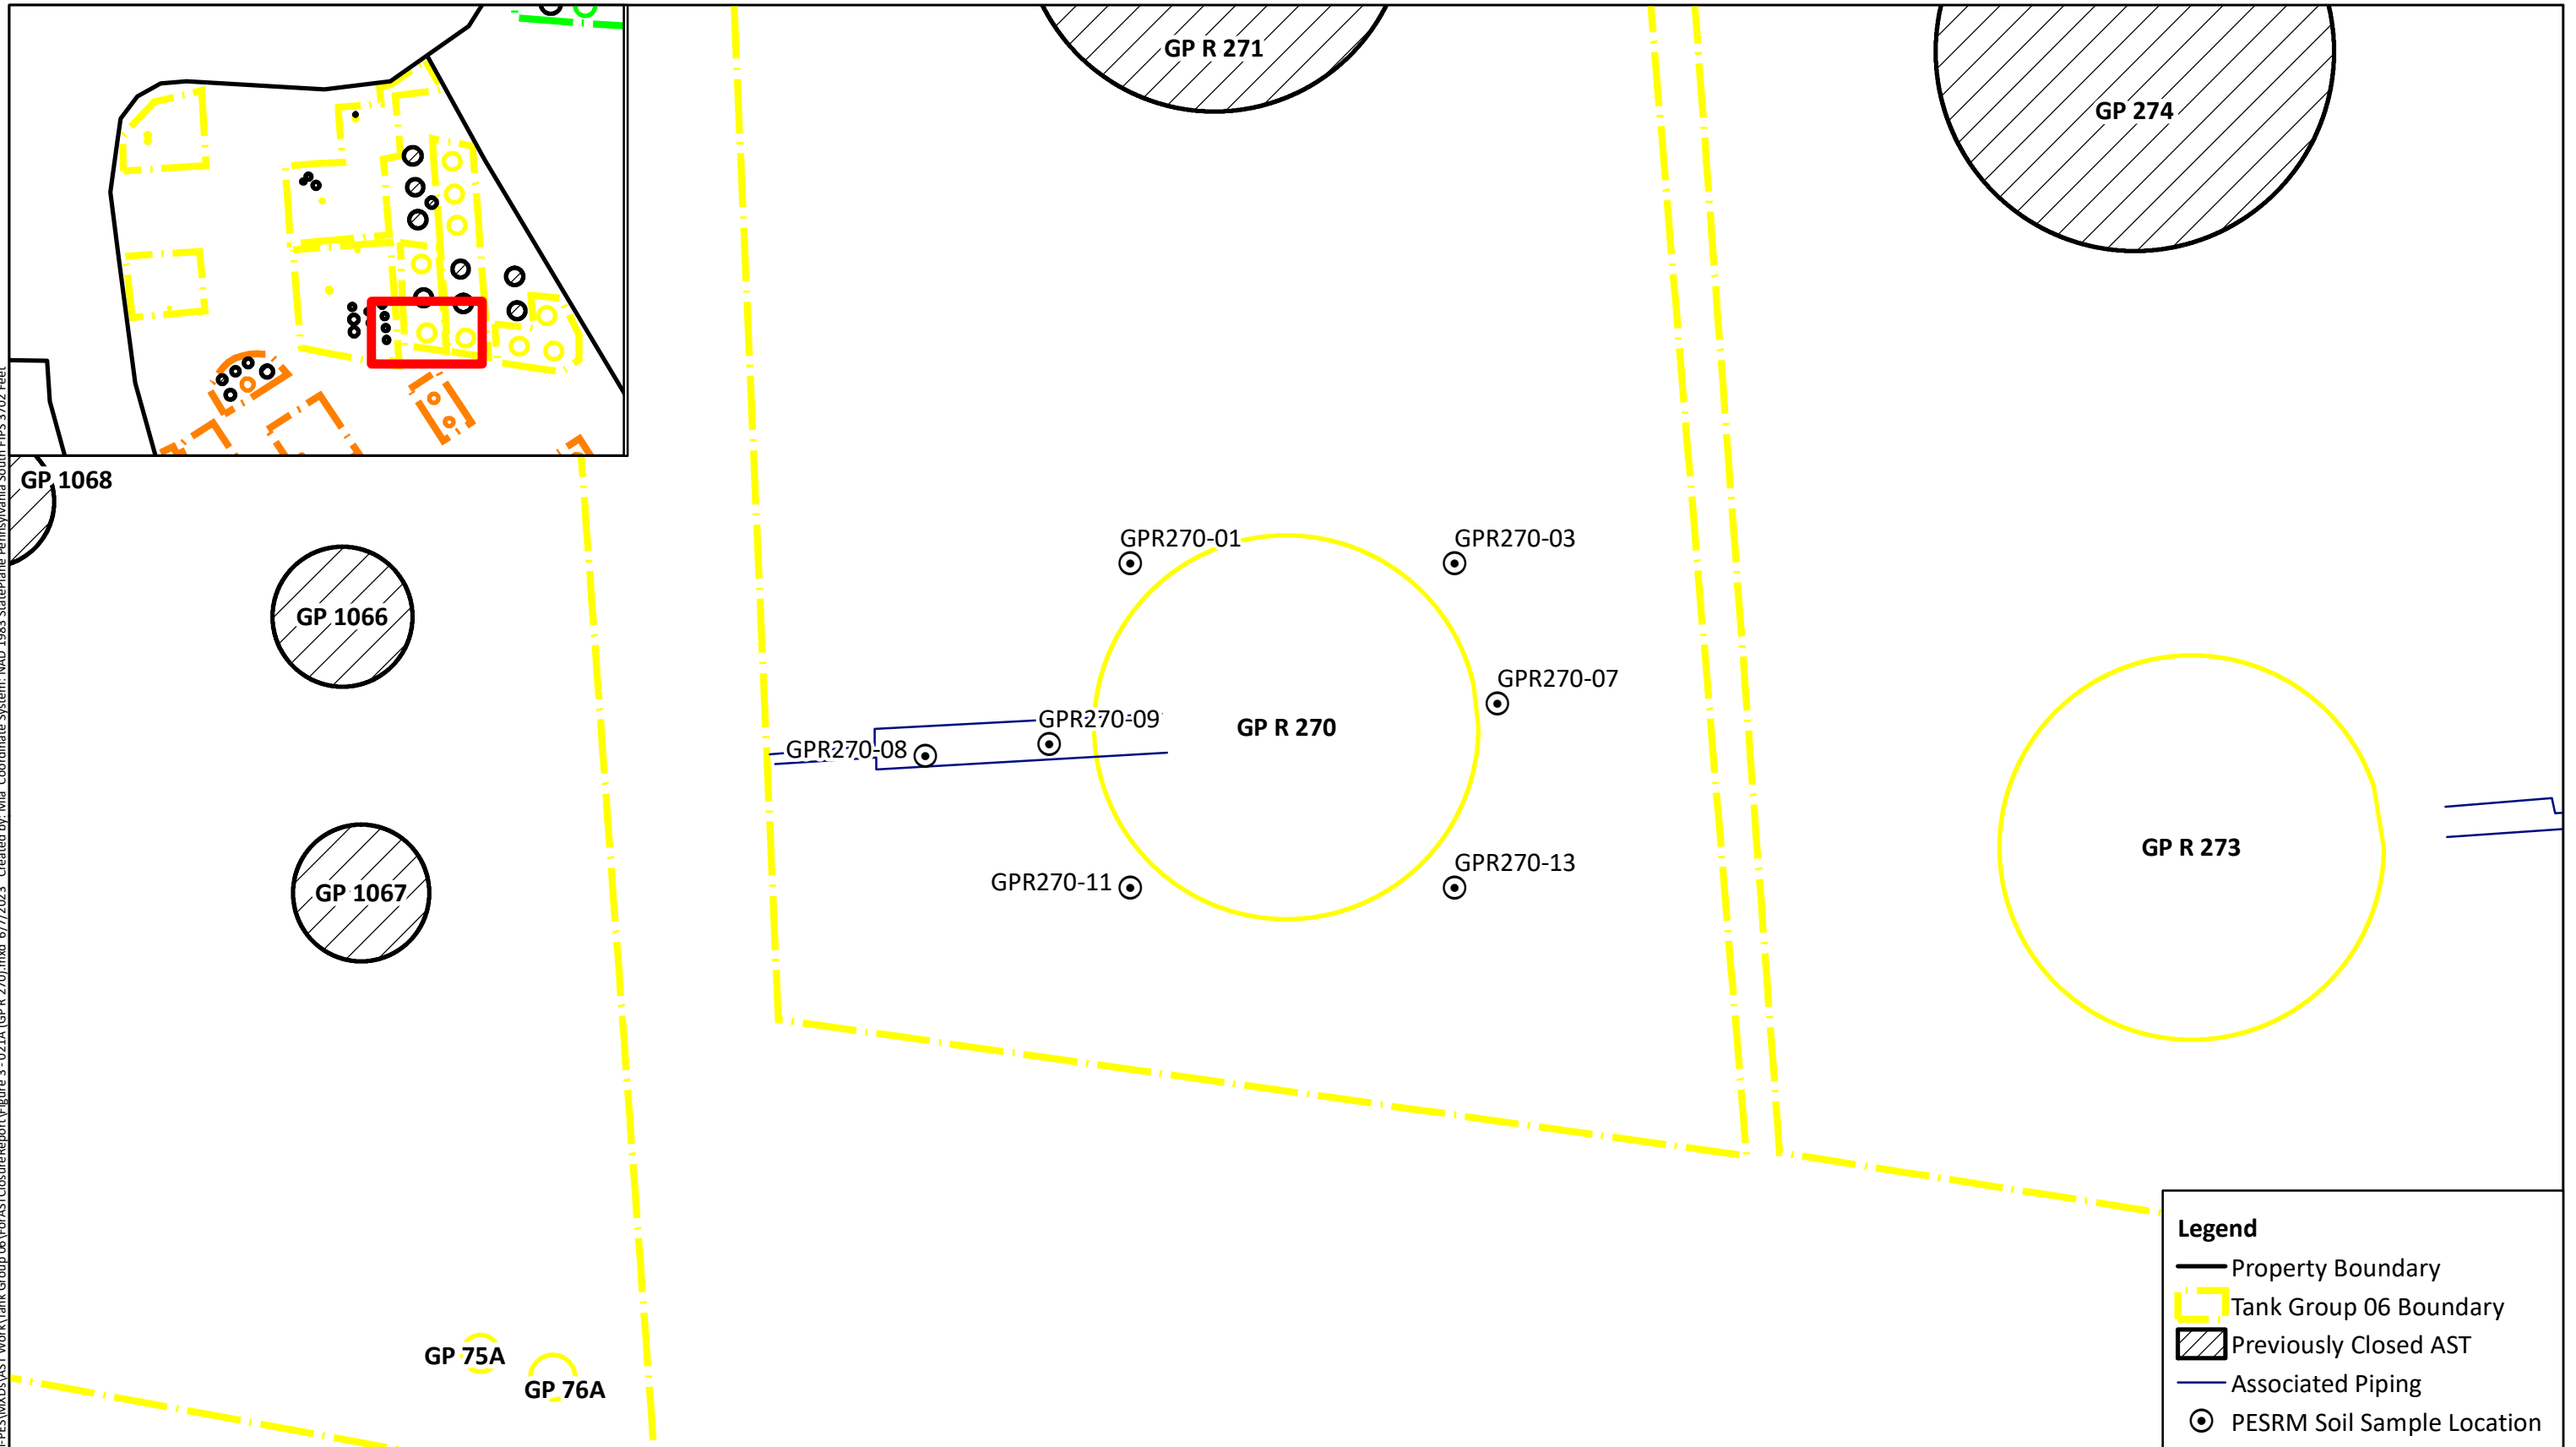 GP R 271
GP 274
GP 1068
GPR270-01
GPR270-03
GP 1066
GPR270-07
GPR270-09
GP R 270
GPR270-08
GP R 273
GPR270-13
GPR270-11
GP 1067
GP 75A
GP 76A
Legend
Property Boundary
Tank Group 06 Boundary
Previously Closed AST
Associated Piping
PESRM Soil Sample Location